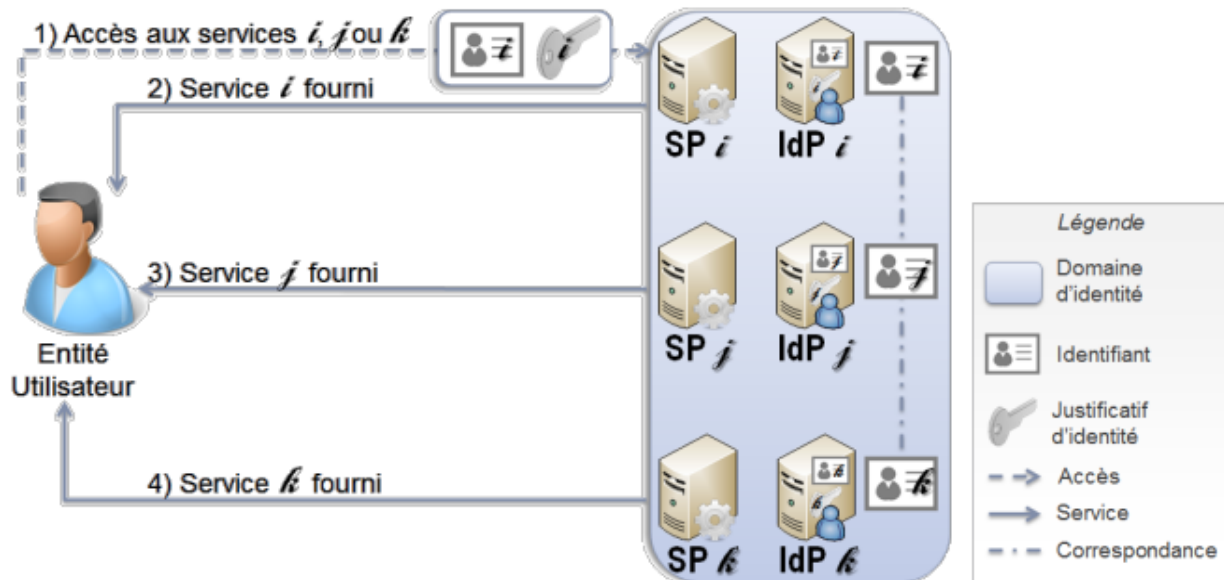 1) Accès aux services i, j ou k
i
i
2) Service i fourni
i
i
i
SP i
IdP i
3) Service j fourni
j
j
j
SP j
IdP j
Entité
Utilisateur
4) Service k fourni
k
k
k
SP k
IdP k
Légende
Domaine
d'identité
Identifiant
Justificatif
d'identité
Accès
Service
Correspondance